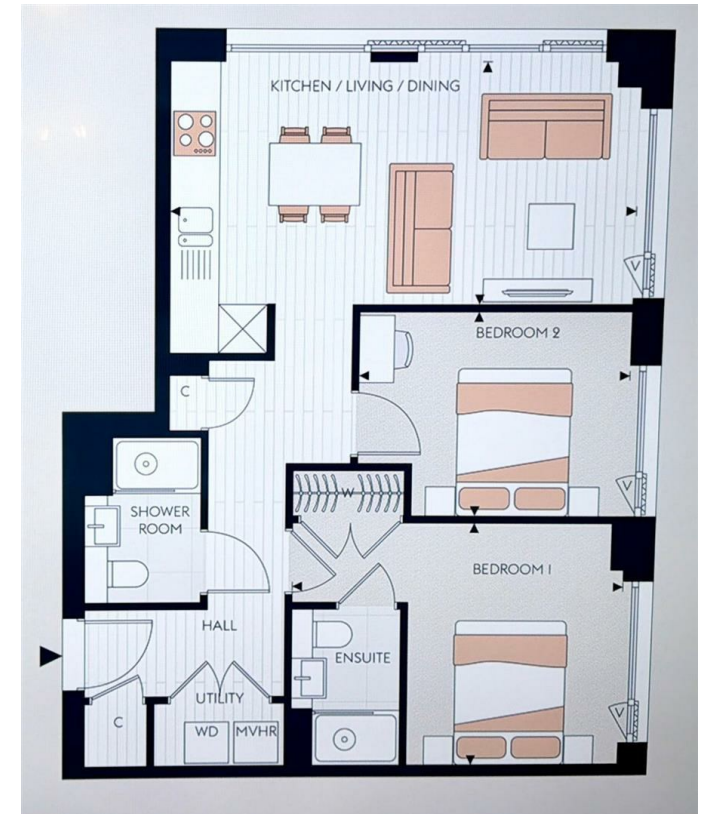 KITCHEN / LIVING / DINING
V
BEDROOM 2
C
W
V
SHOWER
ROOM
BEDROOM 1
HALL
ENSUITE
UTILITY
V
C
WD
MVHR